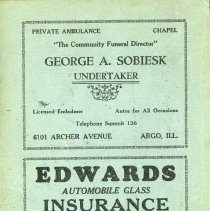 PRIVATE AMBULANCE CHAPEL
"The Community Funeral Director"
GEORGE A. SOBIESK
UNDERTAKER
Licensed Embalmer Autos for All Occasions
Telephone Summit 136
6101 ARCHER AVENUE ARGO, ILL.
EDWARDS
AUTOMOBILE GLASS
INSURANCE